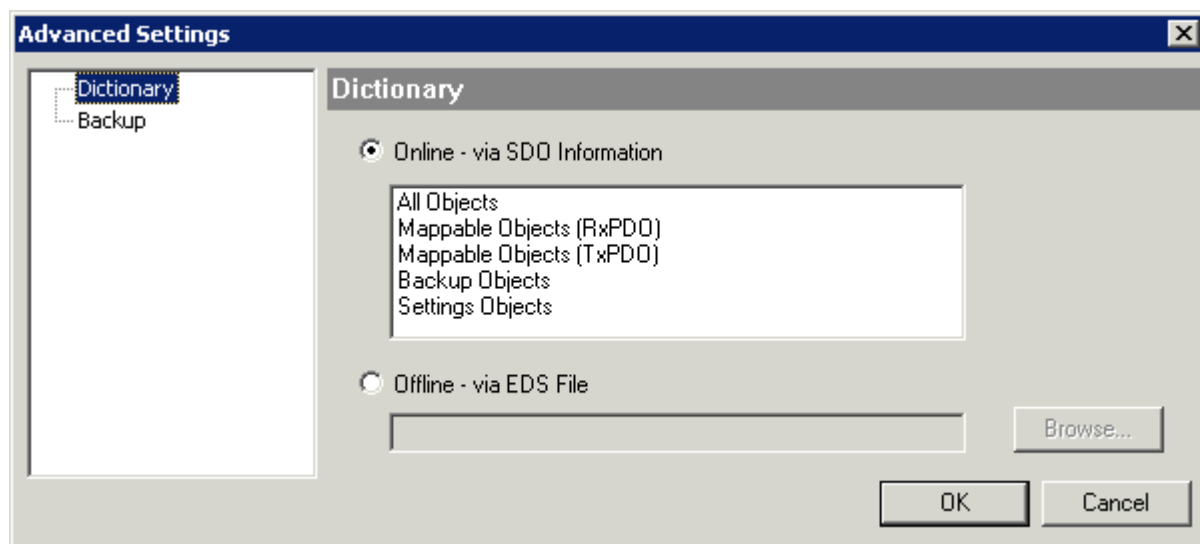 Advanced Settings
Dictionary
Backup
Dictionary
Online - via SDO Information
All Objects
Mappable Objects (RxPDO)
Mappable Objects (TxPDO)
Backup Objects
Settings Objects
Offline - via EDS File
Browse...
OK
Cancel